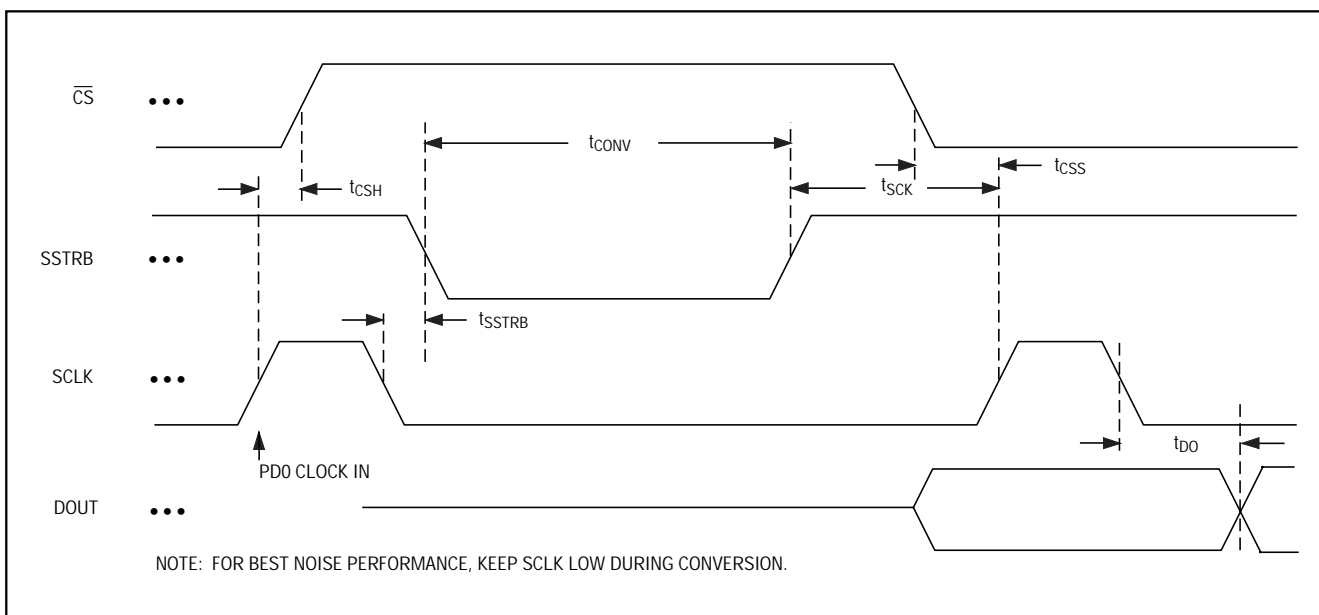 CS
tCONV
tCSS
tCSH
tSCK
SSTRB
tSSTRB
SCLK
tDO
PD0 CLOCK IN
DOUT
NOTE: FOR BEST NOISE PERFORMANCE, KEEP SCLK LOW DURING CONVERSION.